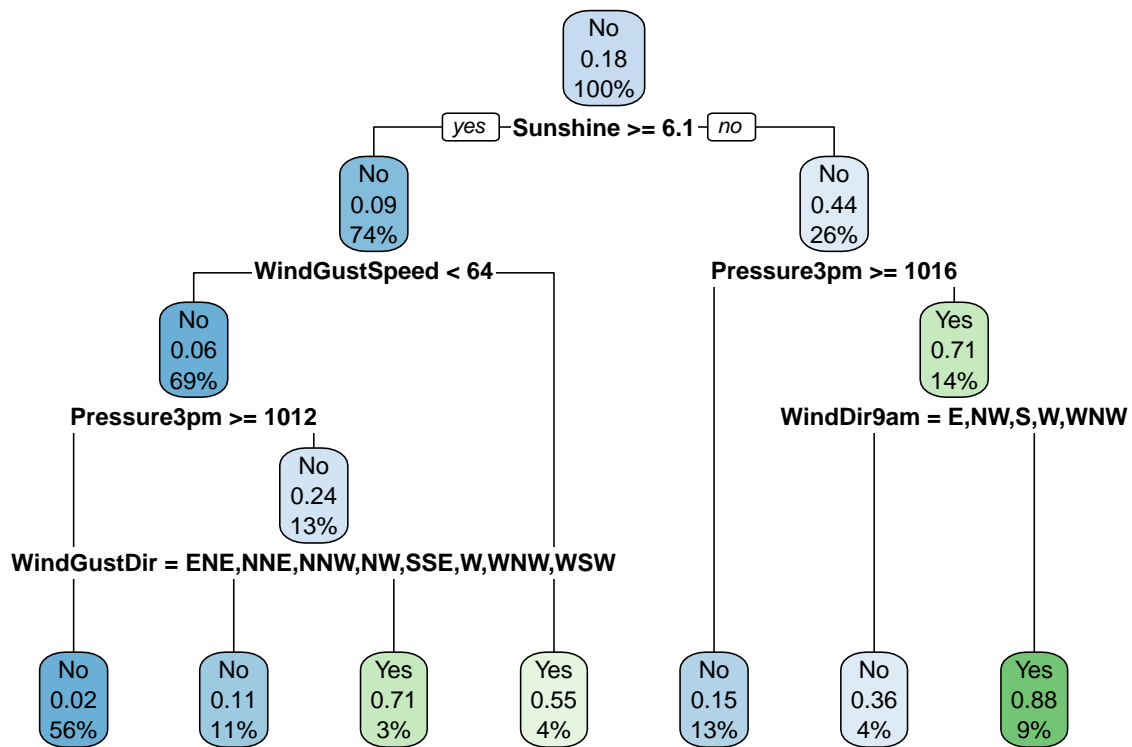 No
0.18
100%
yes Sunshine >= 6.1 no
No
0.09
74%
No
0.44
26%
WindGustSpeed < 64
Pressure3pm >= 1016
No
0.06
69%
Yes
0.71
14%
Pressure3pm >= 1012
WindDir9am = E,NW,S,W,WNW
No
0.24
13%
WindGustDir = ENE,NNE,NNW,NW,SSE,W,WNW,WSW
No
0.02
56%
No
0.11
11%
Yes
0.71
3%
Yes
0.55
4%
No
0.15
13%
No
0.36
4%
Yes
0.88
9%